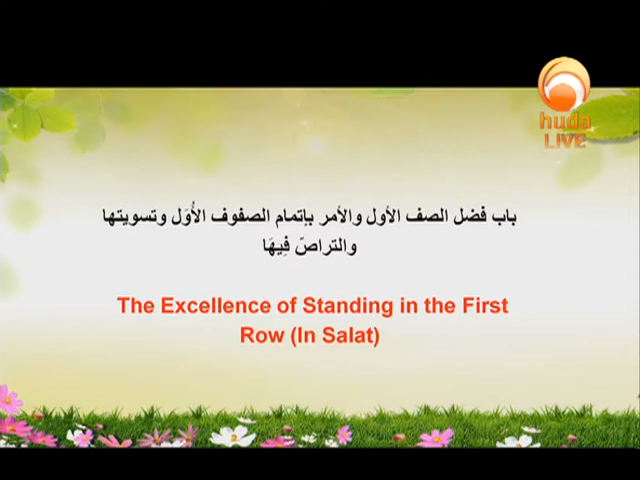 huda
LIVE
باب فضل الصف الأول والأمر بإتمام الصفوف الأُوَل وتسويتها
والتراصّ فِيهَا
The Excellence of Standing in the First
Row (In Salat)